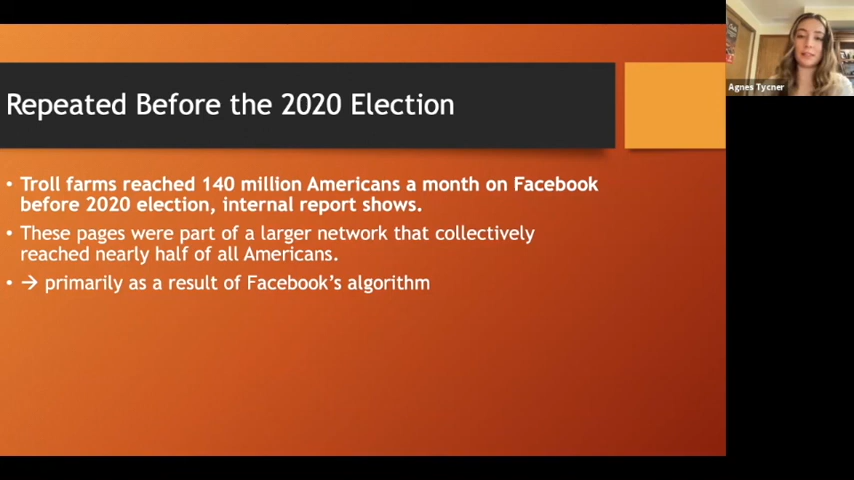 Repeated Before the 2020 Election
• Troll farms reached 140 million Americans a month on Facebook
before 2020 election, internal report shows.
• These pages were part of a larger network that collectively
reached nearly half of all Americans.
• → primarily as a result of Facebook's algorithm
Agnes Tycner